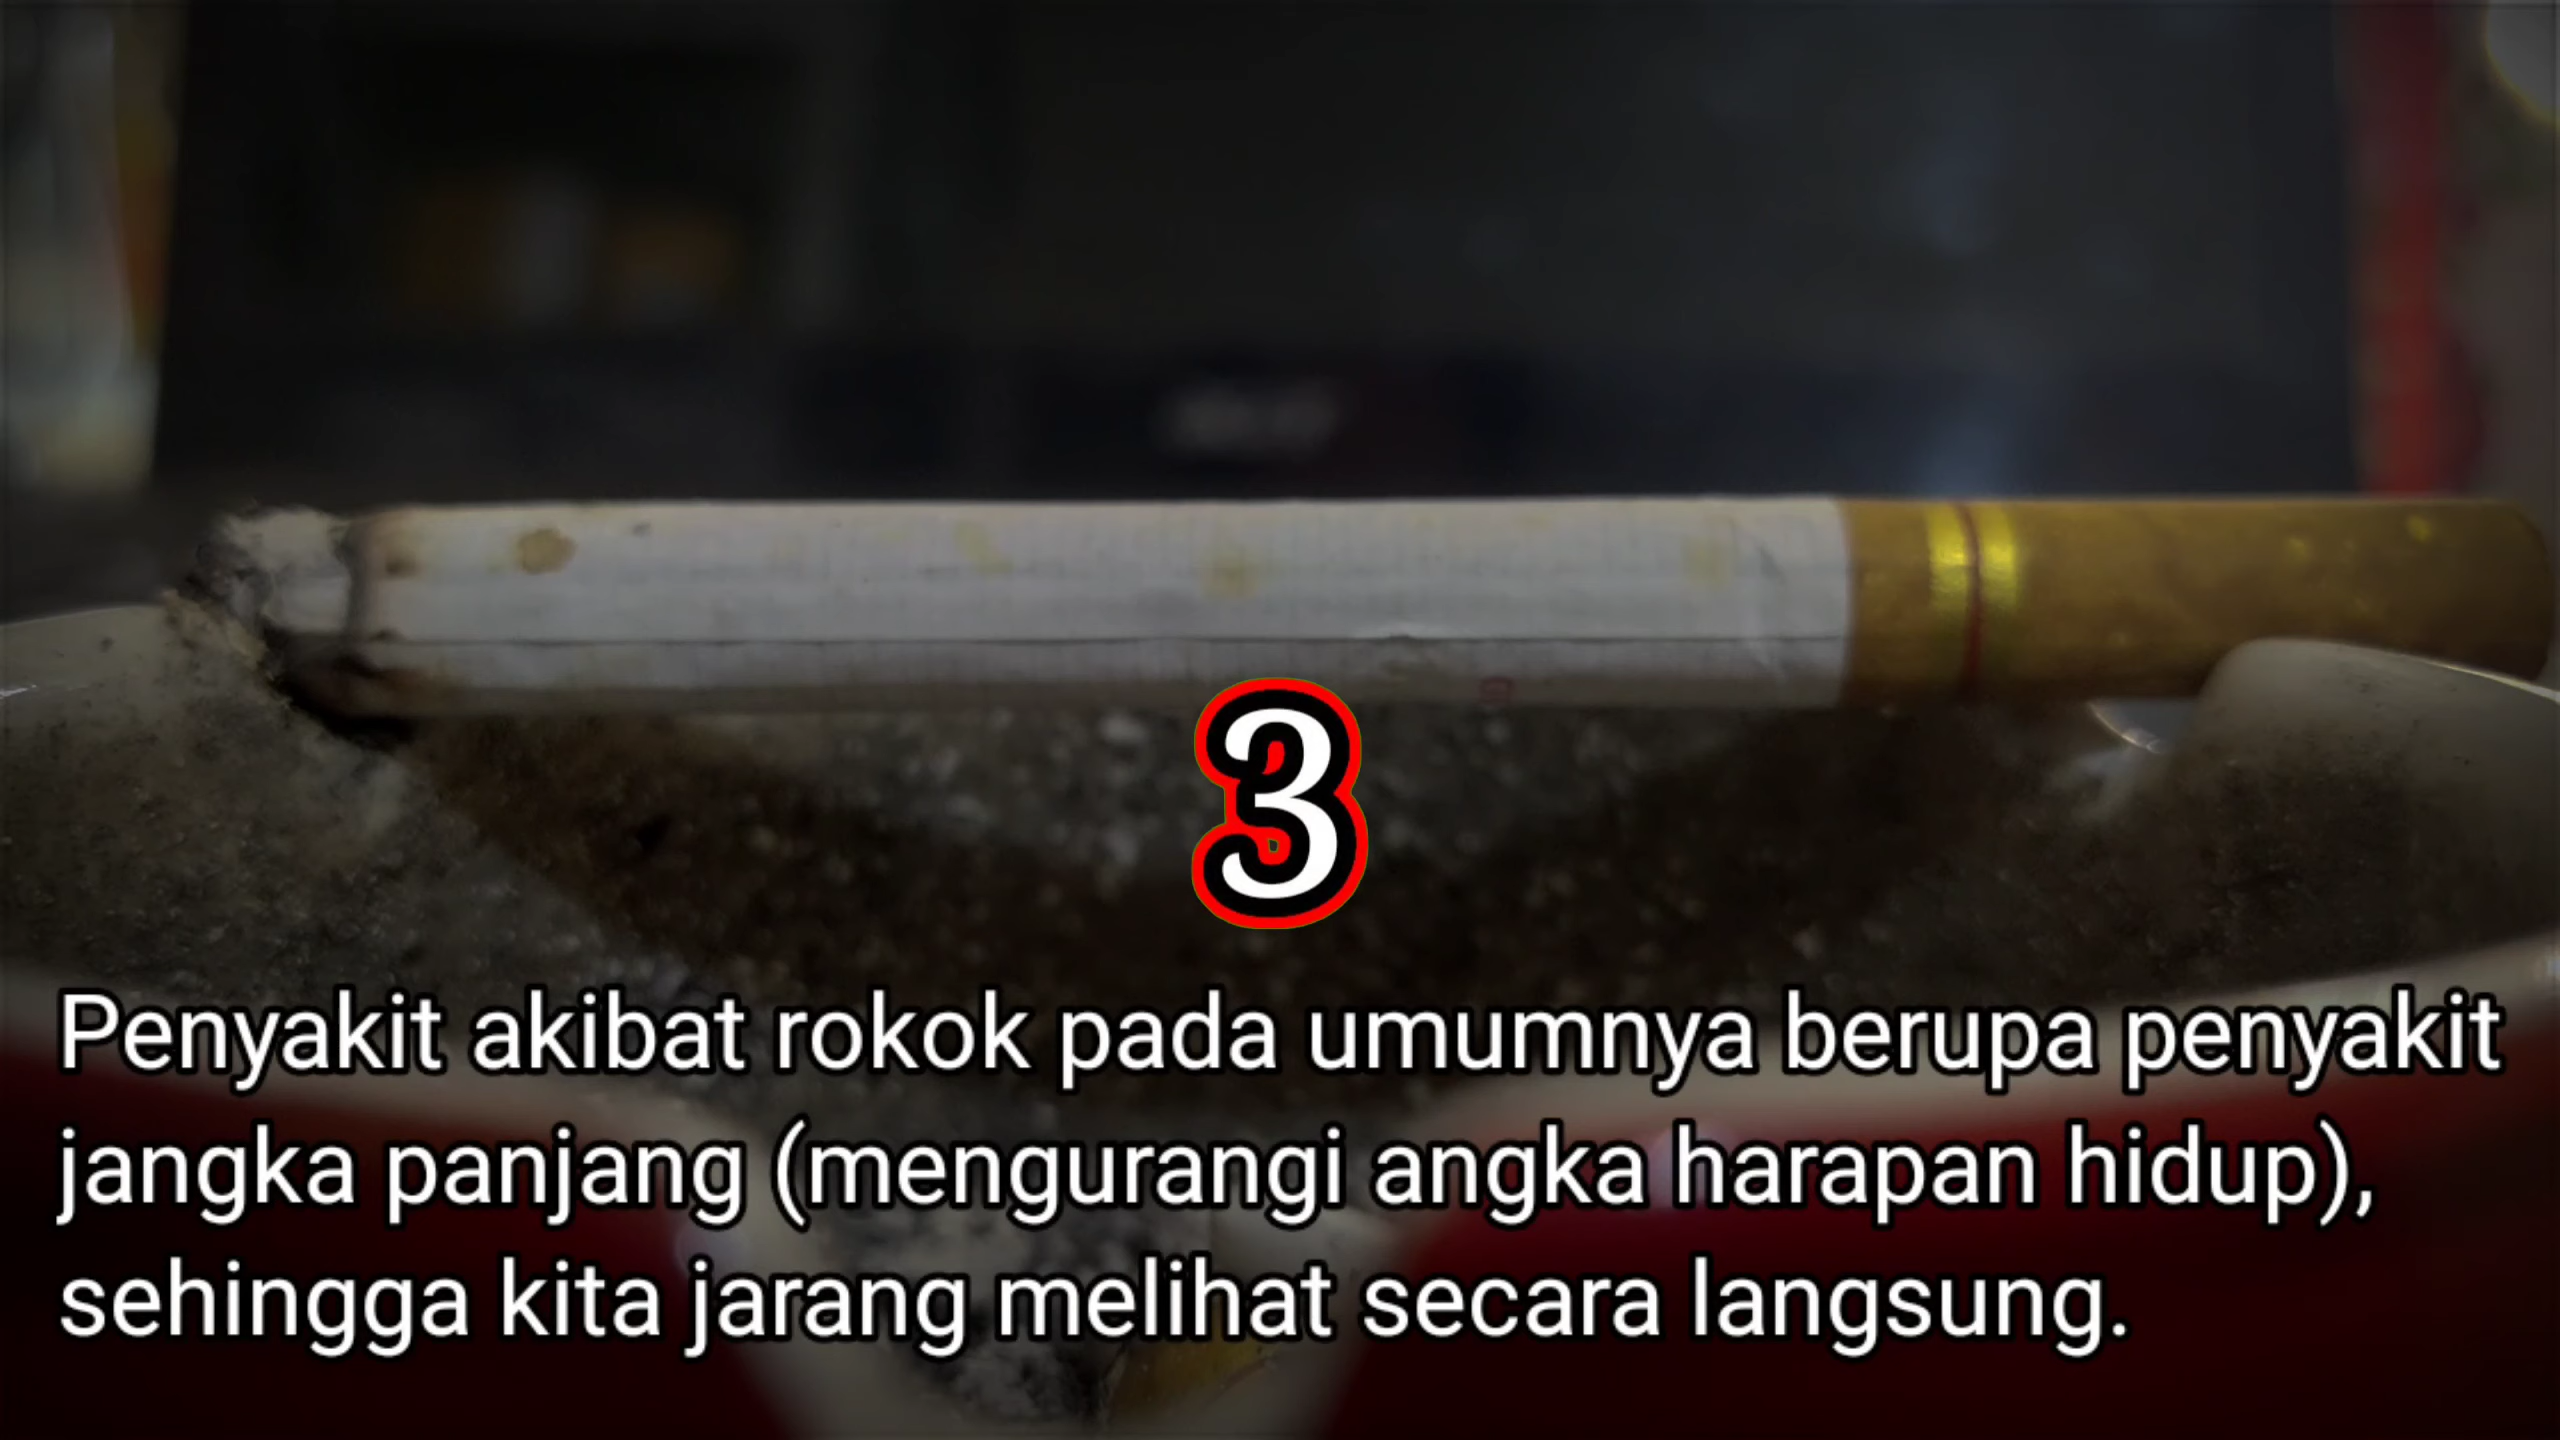 3
Penyakit akibat rokok pada umumnya berupa penyakit
jangka panjang (mengurangi angka harapan hidup),
sehingga kita jarang melihat secara langsung.